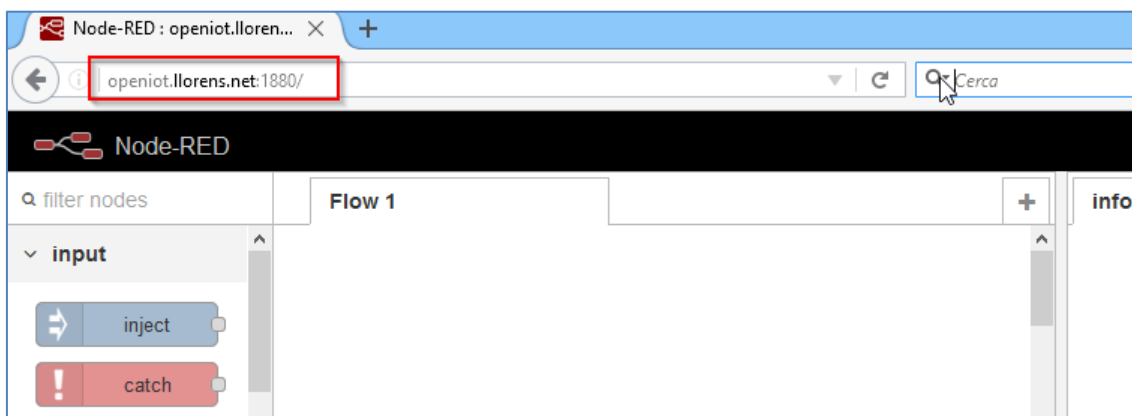 Node-RED : openiot.lloren...
openiot.llorens.net:1880/
Cerca
Node-RED
filter nodes
Flow 1
info
input
inject
catch